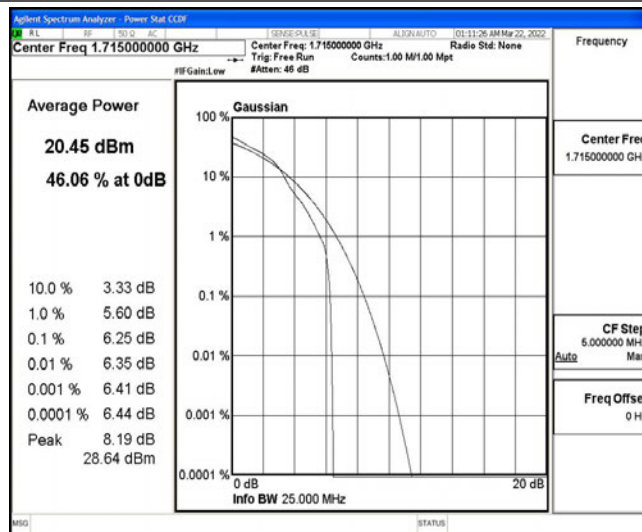 Agilent Spectrum Analyzer - Power Stat CCDF
RL RF 50 Ω AC SENSE:PULSE ALIGN AUTO 01:11:26 AM Mar 22, 2022
Center Freq 1.715000000 GHz
Center Freq: 1.715000000 GHz Radio Std: None
Trig: Free Run Counts:1.00 M/1.00 Mpt
#IFGain:Low #Atten: 46 dB
Frequency
Average Power
20.45 dBm
46.06 % at 0dB
10.0 % 3.33 dB
1.0 % 5.60 dB
0.1 % 6.25 dB
0.01 % 6.35 dB
0.001 % 6.41 dB
0.0001 % 6.44 dB
Peak 8.19 dB
28.64 dBm
Gaussian
100 %
10 %
1 %
0.1 %
0.01 %
0.001 %
0.0001 %
0 dB 20 dB
Info BW 25.000 MHz
Center Fre
1.715000000 GH
CF Step
5.000000 MH
Auto Ma
Freq Offse
0 H
MSG STATUS